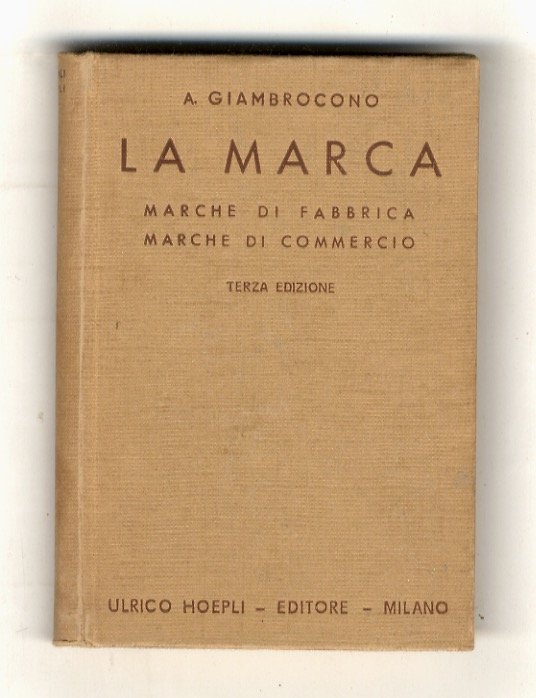 A. GIAMBROCONO
LA MARCA
MARCHE DI FABBRICA
MARCHE DI COMMERCIO
TERZA EDIZIONE
ULRICO HOEPLI – EDITORE – MILANO